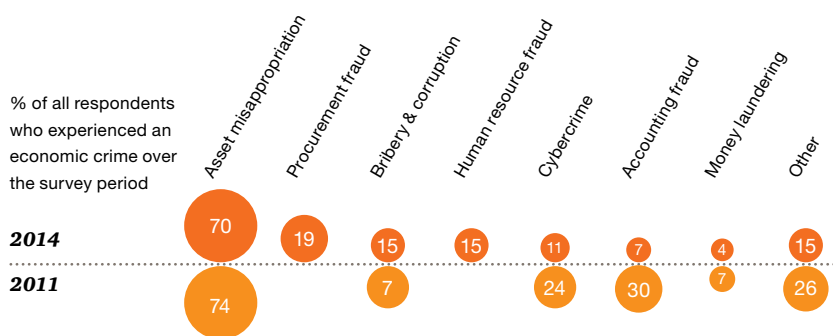 % of all respondents
who experienced an
economic crime over
the survey period
Asset misappropriation
Procurement fraud
Bribery & corruption
Human resource fraud
Cybercrime
Accounting fraud
Money laundering
Other
2014
70
19
15
15
11
7
4
15
2011
74
7
24
30
7
26